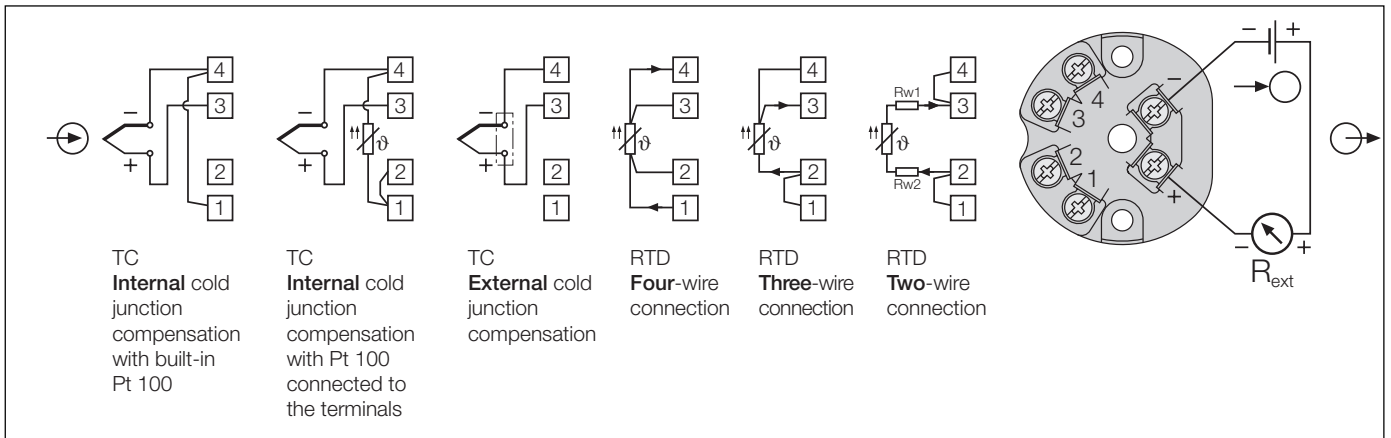 4
3
2
1
−
+
TC
Internal cold
junction
compensation
with built-in
Pt 100
4
3
2
1
−
+
ϑ
TC
Internal cold
junction
compensation
with Pt 100
connected to
the terminals
4
3
2
1
−
+
TC
External cold
junction
compensation
4
3
2
1
ϑ
RTD
Four-wire
connection
4
3
2
1
ϑ
RTD
Three-wire
connection
4
3
2
1
Rw1
ϑ
Rw2
RTD
Two-wire
connection
4
3
2
1
−
+
− +
− +
Rext